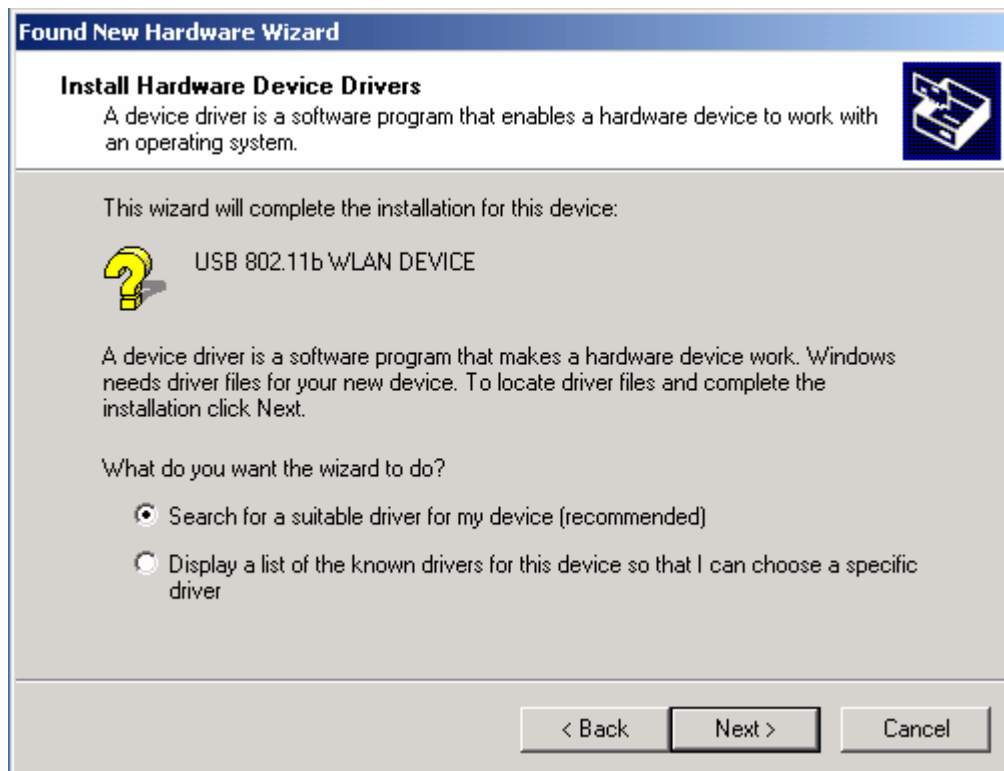 Found New Hardware Wizard
Install Hardware Device Drivers
A device driver is a software program that enables a hardware device to work with
an operating system.
This wizard will complete the installation for this device:
USB 802.11b WLAN DEVICE
A device driver is a software program that makes a hardware device work. Windows
needs driver files for your new device. To locate driver files and complete the
installation click Next.
What do you want the wizard to do?
Search for a suitable driver for my device (recommended)
Display a list of the known drivers for this device so that I can choose a specific
driver
< Back Next > Cancel